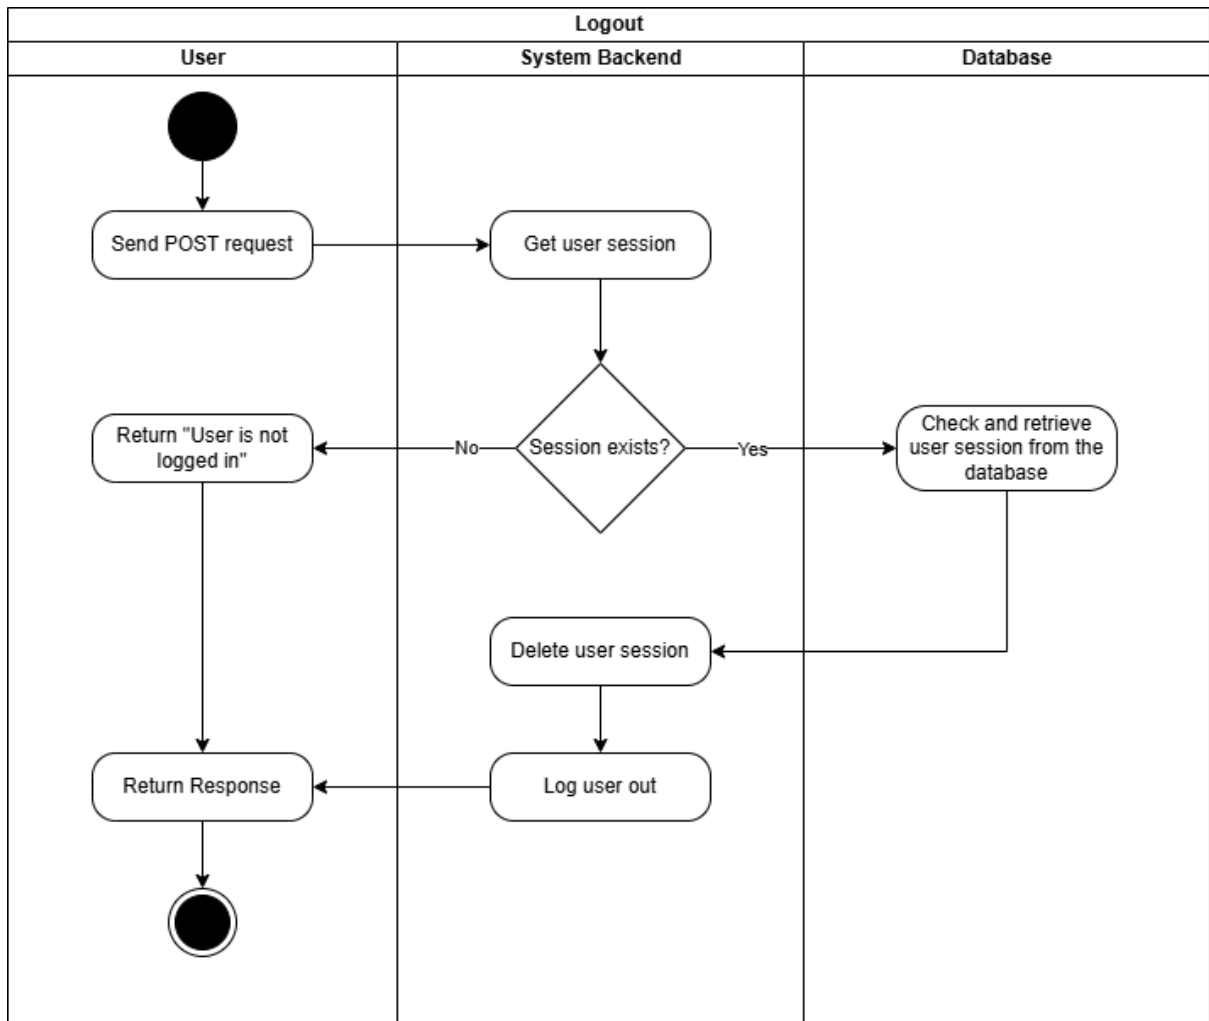 Logout
User
System Backend
Database
Send POST request
Get user session
Return "User is not
logged in"
No
Session exists?
Yes
Check and retrieve
user session from the
database
Delete user session
Return Response
Log user out